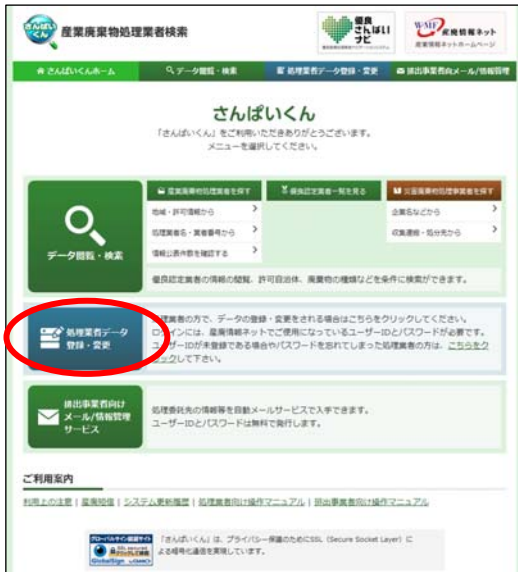 さんぱいくん
産業廃棄物処理業者検索
優良さんぱいナビ
産廃情報ネット
産業情報ネットホームページ
さんぱいくんホーム
データ閲覧・検索
処理業者データ登録・変更
排出事業者向メール/情報管理
さんぱいくん
「さんぱいくん」をご利用いただきありがとうございます。
メニューを選択してください。
データ閲覧・検索
産業廃棄物処理業者を探す
優良認定業者一覧を見る
災害廃棄物処理事業者を探す
地域・許可情報から
企業名などから
処理業者名・業者番号から
収集運搬・処分先から
情報公表件数を確認する
優良認定業者の情報の閲覧、許可自治体、廃棄物の種類などを条件に検索ができます。
処理業者データ
登録・変更
処理業者の方で、データの登録・変更をされる場合はこちらをクリックしてください。
ログインには、産廃情報ネットでご使用になっているユーザーIDとパスワードが必要です。
ユーザーIDが未登録である場合やパスワードを忘れてしまった処理業者の方は、こちらをク
リックして下さい。
排出事業者向け
メール/情報管理
サービス
処理委託先の情報等を自動メールサービスで入手できます。
ユーザーIDとパスワードは無料で発行します。
ご利用案内
利用上の注意 | 産廃知恒 | システム更新履歴 | 処理業者向け操作マニュアル | 排出事業者向け操作マニュアル
GlobalSign
「さんぱいくん」は、プライバシー保護のためにSSL（Secure Socket Layer）に
よる暗号化通信を実現しています。